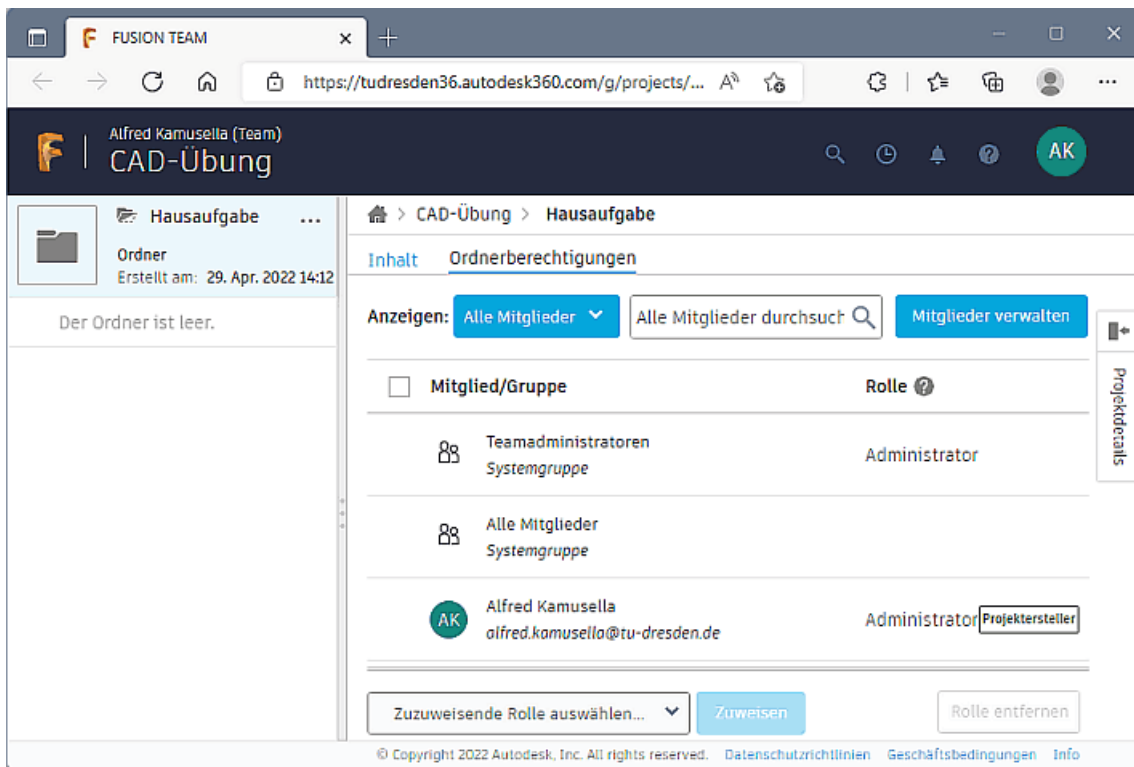 FUSION TEAM
https://tudresden36.autodesk360.com/g/projects/...
Alfred Kamusella (Team)
CAD-Übung
AK
Hausaufgabe ...
Ordner
Erstellt am: 29. Apr. 2022 14:12
Der Ordner ist leer.
> CAD-Übung > Hausaufgabe
Inhalt Ordnerberechtigungen
Anzeigen: Alle Mitglieder Alle Mitglieder durchsuch Mitglieder verwalten
Mitglied/Gruppe Rolle ?
Teamadministratoren
Systemgruppe
Administrator
Alle Mitglieder
Systemgruppe
AK
Alfred Kamusella
alfred.kamusella@tu-dresden.de
Administrator Projektersteller
Zuzuweisende Rolle auswählen... Zuweisen Rolle entfernen
Projektdetails
© Copyright 2022 Autodesk, Inc. All rights reserved. Datenschutzrichtlinien Geschäftsbedingungen Info